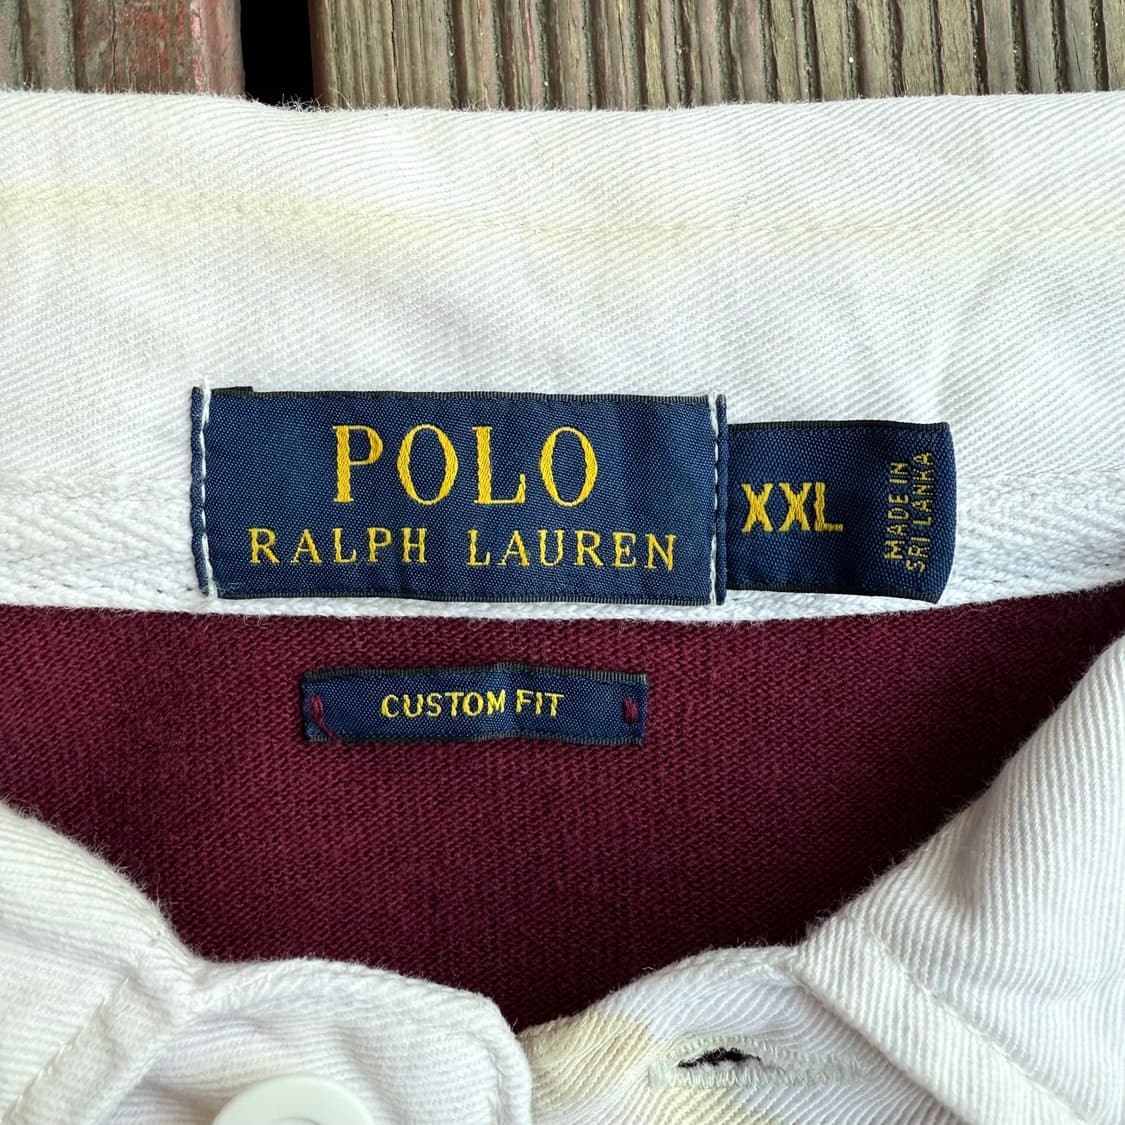 POLO
RALPH LAUREN
XXL
MADE IN
SRI LANKA
CUSTOM FIT